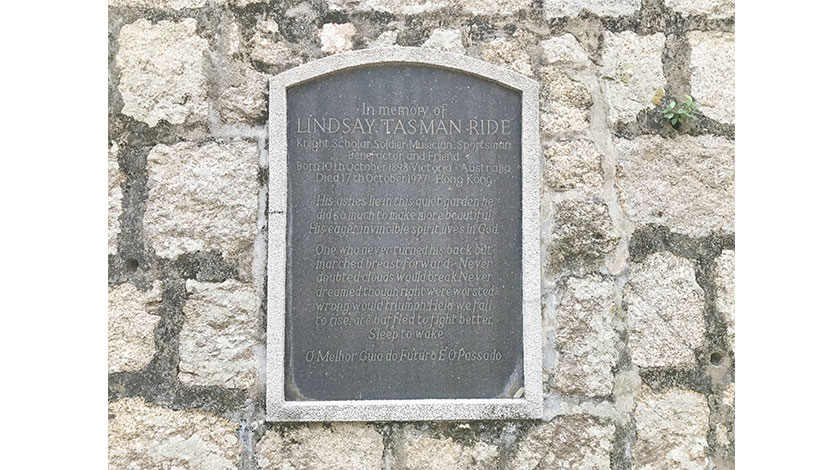 In memory of
LINDSAY·TASMAN·RIDE
Knight·Scholar·Soldier·Musician·Sportsman
Benefactor and Friend
Born 10th October 1898 Victoria · Australia
Died 17th October 1977 · Hong Kong
His ashes lie in this quiet garden he
did so much to make more beautiful
His eager, invincible spirit lives in God
One who never turned his back but
marched breast forward, Never
doubted clouds would break, Never
dreamed though right were worsted
wrong would triumph, Held we fall
to rise, are baffled to fight better,
Sleep to wake
O Melhor Guia do Futuro É O Passado